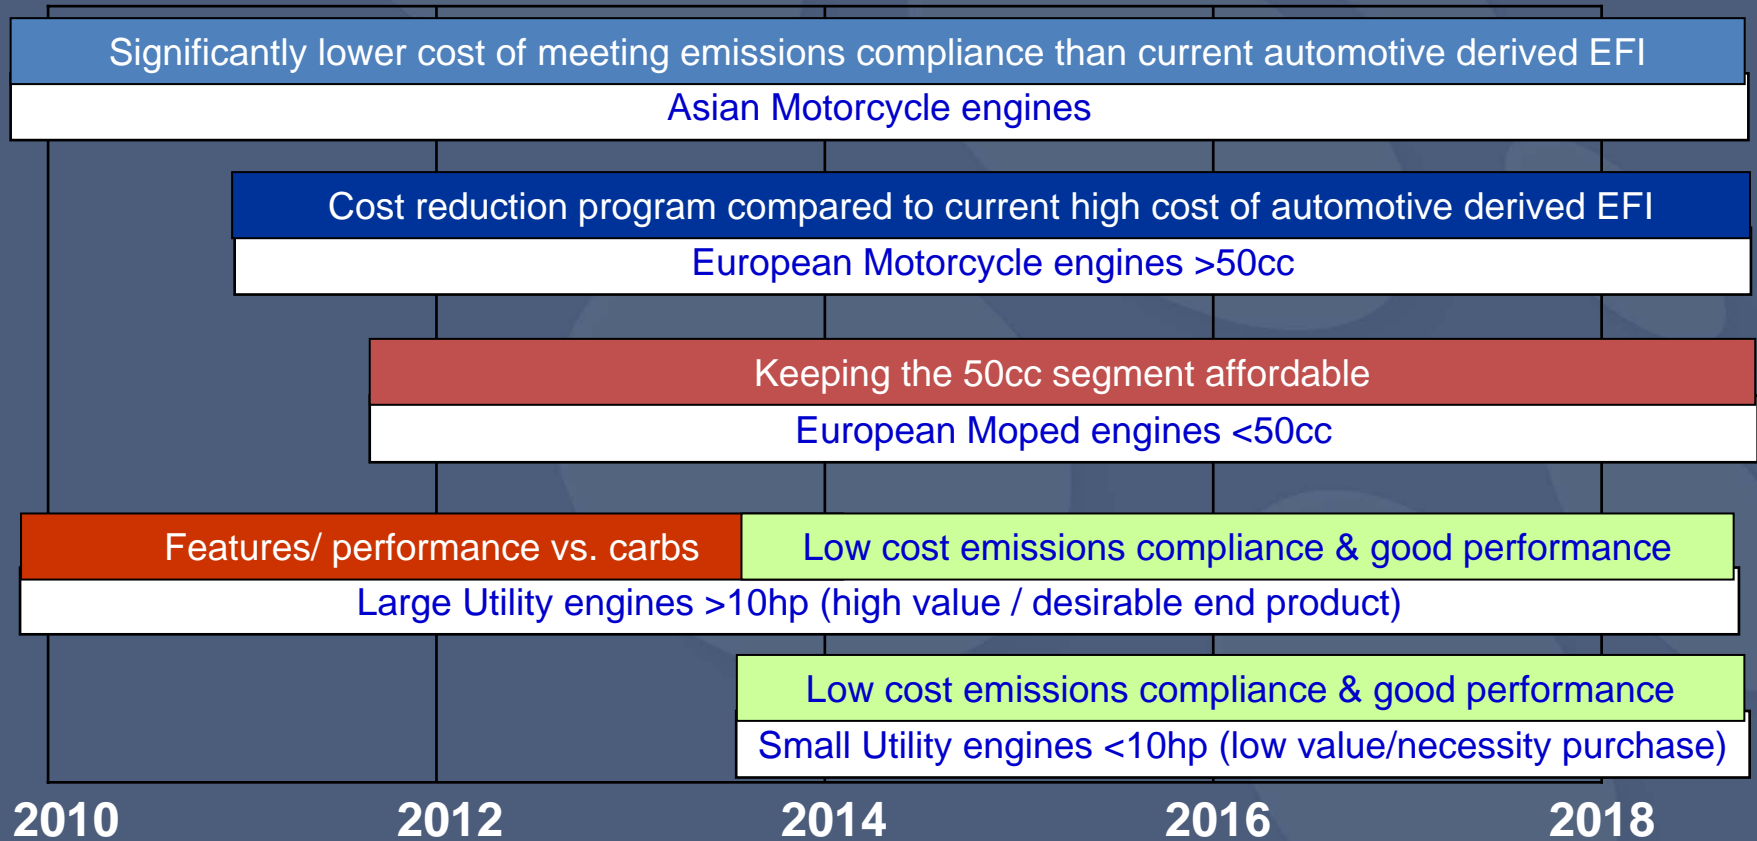 Significantly lower cost of meeting emissions compliance than current automotive derived EFI
Asian Motorcycle engines
Cost reduction program compared to current high cost of automotive derived EFI
European Motorcycle engines >50cc
Keeping the 50cc segment affordable
European Moped engines <50cc
Features/ performance vs. carbs
Low cost emissions compliance & good performance
Large Utility engines >10hp (high value / desirable end product)
Low cost emissions compliance & good performance
Small Utility engines <10hp (low value/necessity purchase)
2010 2012 2014 2016 2018